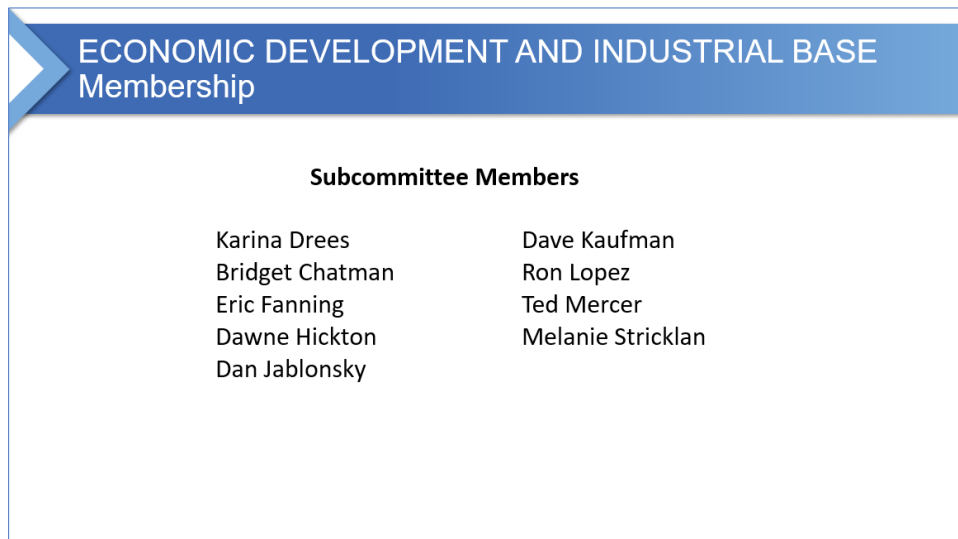 ECONOMIC DEVELOPMENT AND INDUSTRIAL BASE
Membership
Subcommittee Members
Karina Drees
Bridget Chatman
Eric Fanning
Dawne Hickton
Dan Jablonsky
Dave Kaufman
Ron Lopez
Ted Mercer
Melanie Stricklan